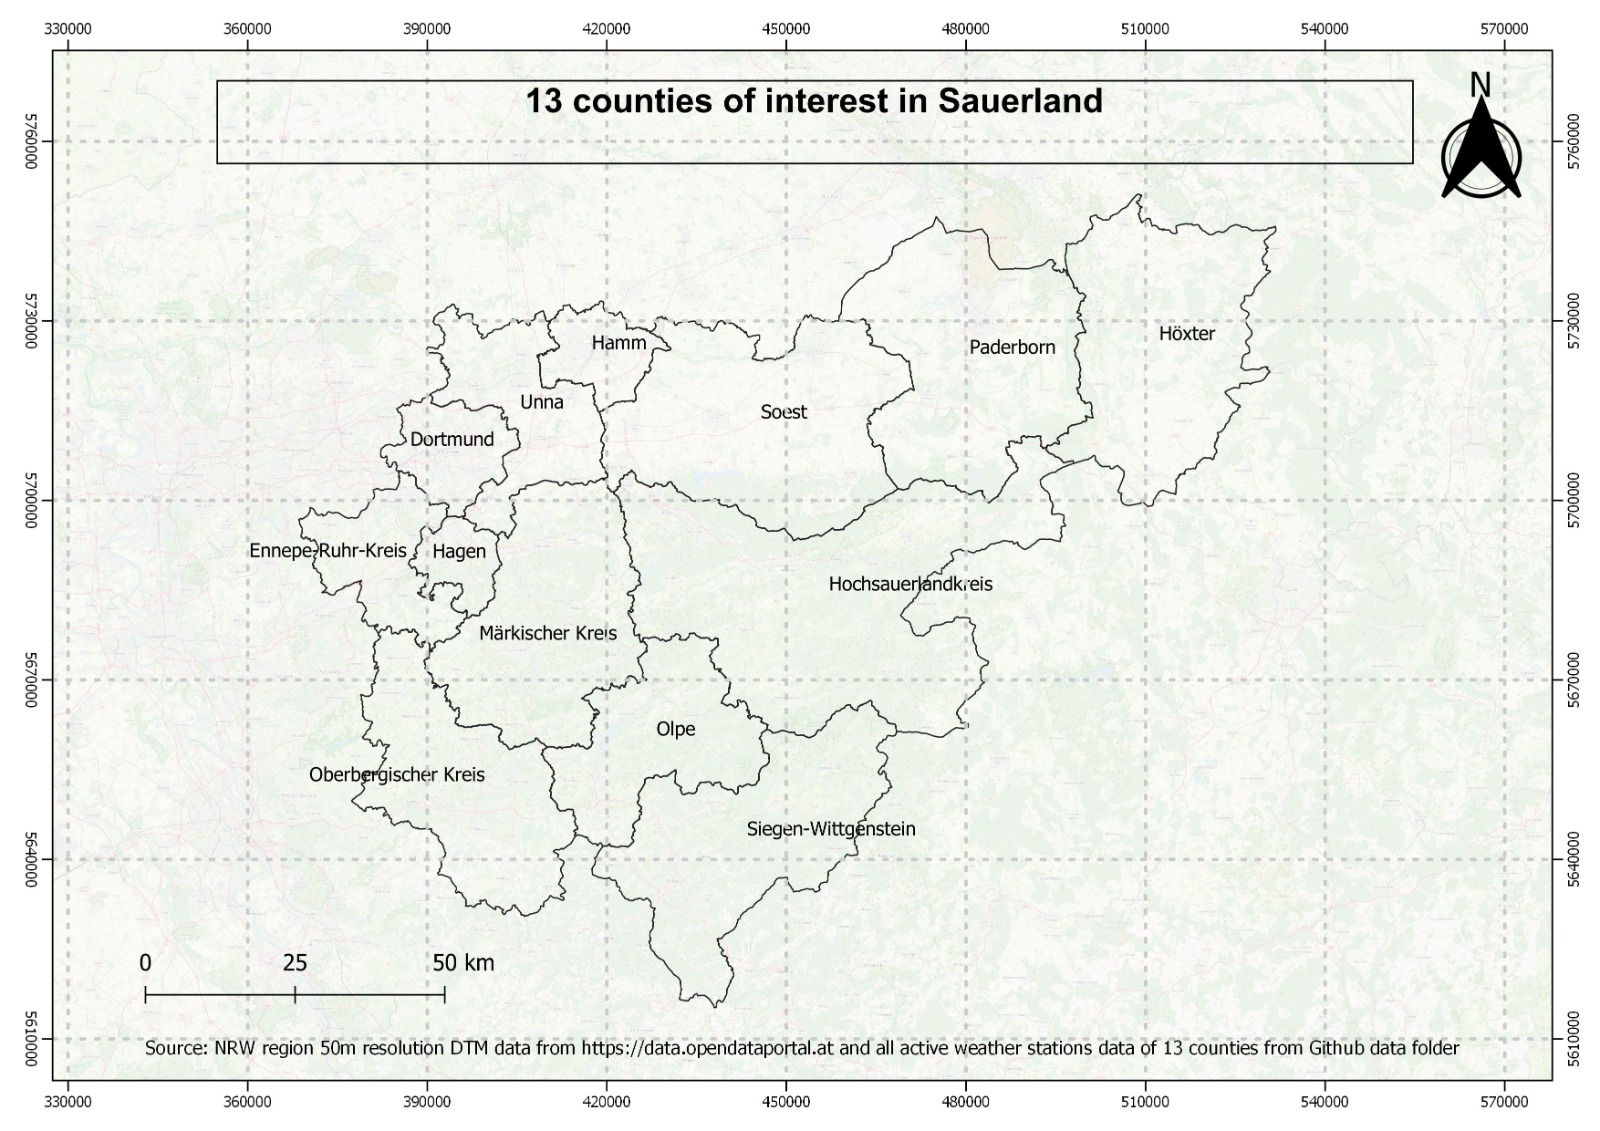 330000 360000 390000 420000 450000 480000 510000 540000 570000
13 counties of interest in Sauerland
N
5760000 5760000
5730000 5730000
Hamm
Paderborn
Höxter
Unna
Soest
Dortmund
5700000 5700000
Ennepe-Ruhr-Kreis
Hagen
Hochsauerlandkreis
Märkischer Kreis
5670000 5670000
Olpe
Oberbergischer Kreis
Siegen-Wittgenstein
5640000 5640000
0 25 50 km
5610000 5610000
Source: NRW region 50m resolution DTM data from https://data.opendataportal.at and all active weather stations data of 13 counties from Github data folder
330000 360000 390000 420000 450000 480000 510000 540000 570000